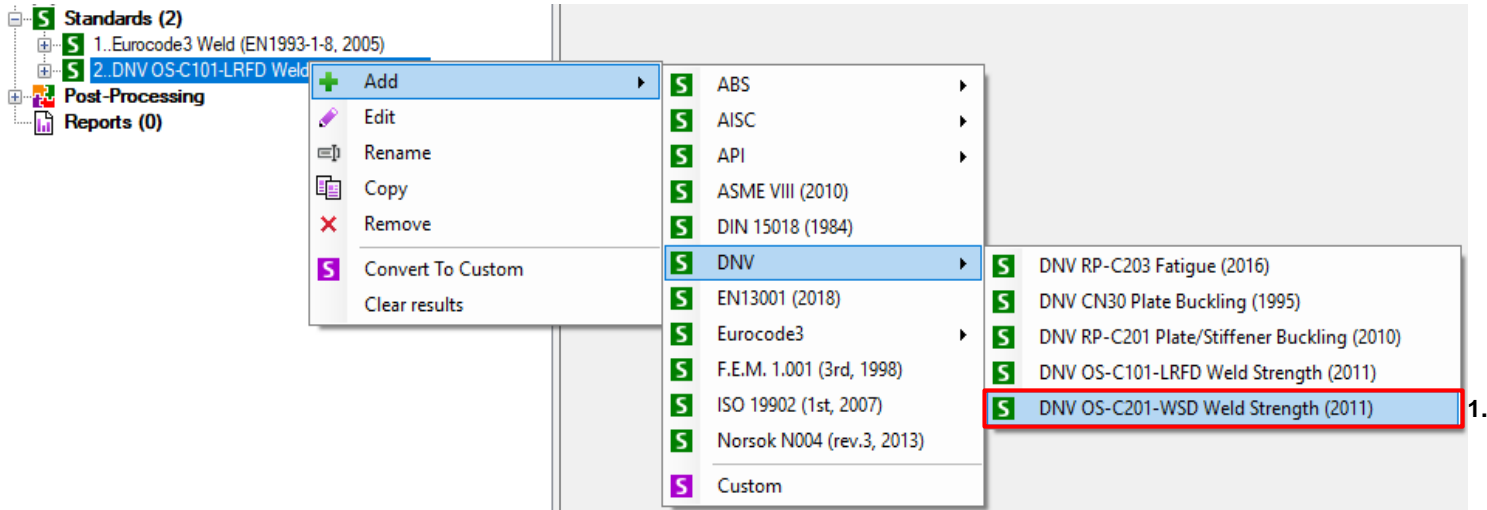 Standards (2)
1..Eurocode3 Weld (EN1993-1-8, 2005)
2..DNV OS-C101-LRFD Weld
Post-Processing
Reports (0)
Add
Edit
Rename
Copy
Remove
Convert To Custom
Clear results
ABS
AISC
API
ASME VIII (2010)
DIN 15018 (1984)
DNV
EN13001 (2018)
Eurocode3
F.E.M. 1.001 (3rd, 1998)
ISO 19902 (1st, 2007)
Norsok N004 (rev.3, 2013)
Custom
DNV RP-C203 Fatigue (2016)
DNV CN30 Plate Buckling (1995)
DNV RP-C201 Plate/Stiffener Buckling (2010)
DNV OS-C101-LRFD Weld Strength (2011)
DNV OS-C201-WSD Weld Strength (2011)
1.